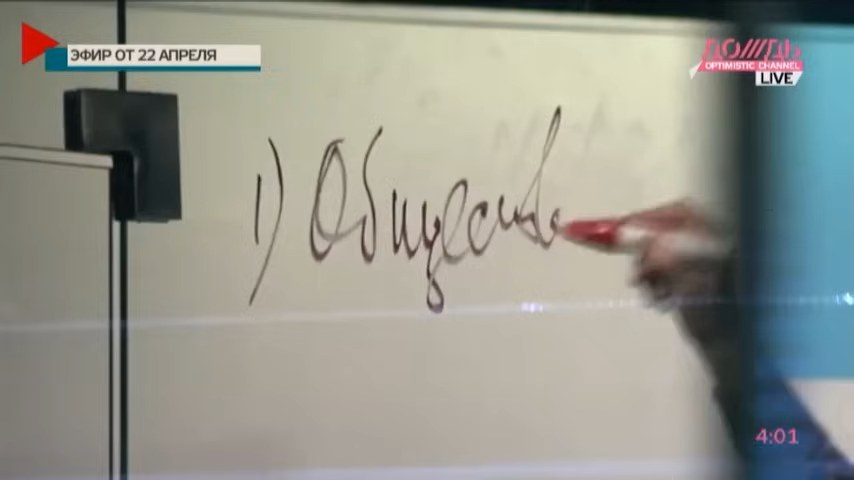 ЭФИР ОТ 22 АПРЕЛЯ
ДОЖДЬ
OPTIMISTIC CHANNEL
LIVE
1) Обществ
4:01